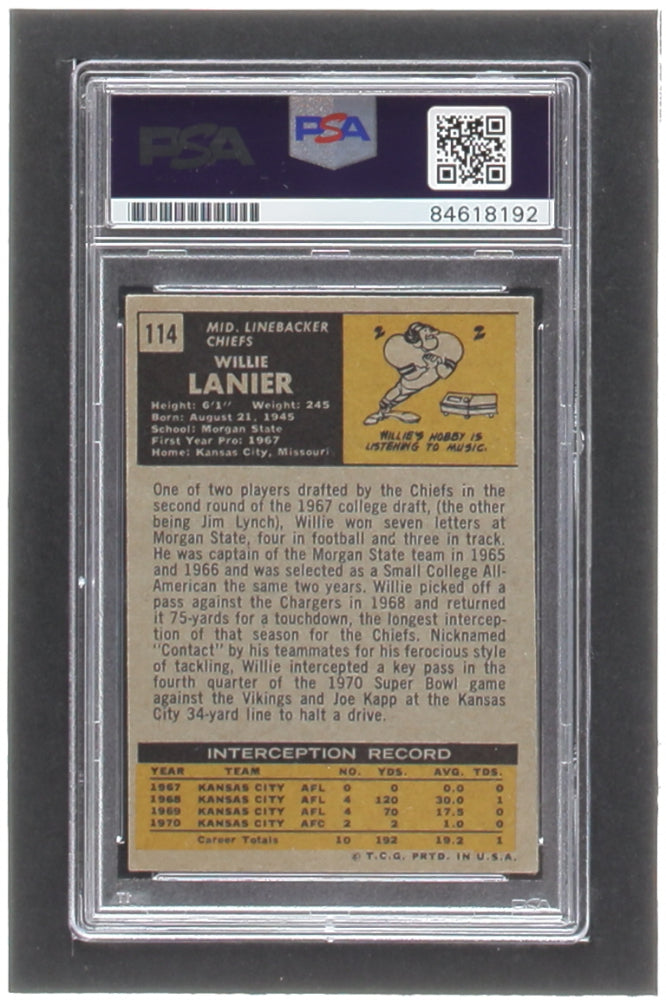 PSA
PSA
84618192
114
MID. LINEBACKER
CHIEFS
WILLIE
LANIER
Height: 6'1" Weight: 245
Born: August 21, 1945
School: Morgan State
First Year Pro: 1967
Home: Kansas City, Missouri
WILLIE'S HOBBY IS
LISTENING TO MUSIC.
One of two players drafted by the Chiefs in the
second round of the 1967 college draft, (the other
being Jim Lynch), Willie won seven letters at
Morgan State, four in football and three in track.
He was captain of the Morgan State team in 1965
and 1966 and was selected as a Small College All-
American the same two years. Willie picked off a
pass against the Chargers in 1968 and returned
it 75-yards for a touchdown, the longest intercep-
tion of that season for the Chiefs. Nicknamed
"Contact" by his teammates for his ferocious style
of tackling, Willie intercepted a key pass in the
fourth quarter of the 1970 Super Bowl game
against the Vikings and Joe Kapp at the Kansas
City 34-yard line to halt a drive.
INTERCEPTION RECORD
YEAR TEAM NO. YDS. AVG. TDS.
1967 KANSAS CITY AFL 0 0 0.0 0
1968 KANSAS CITY AFL 4 120 30.0 1
1969 KANSAS CITY AFL 4 70 17.5 0
1970 KANSAS CITY AFC 2 2 1.0 0
Career Totals 10 192 19.2 1
© T.C.G. PRTD. IN U.S.A.
PSA